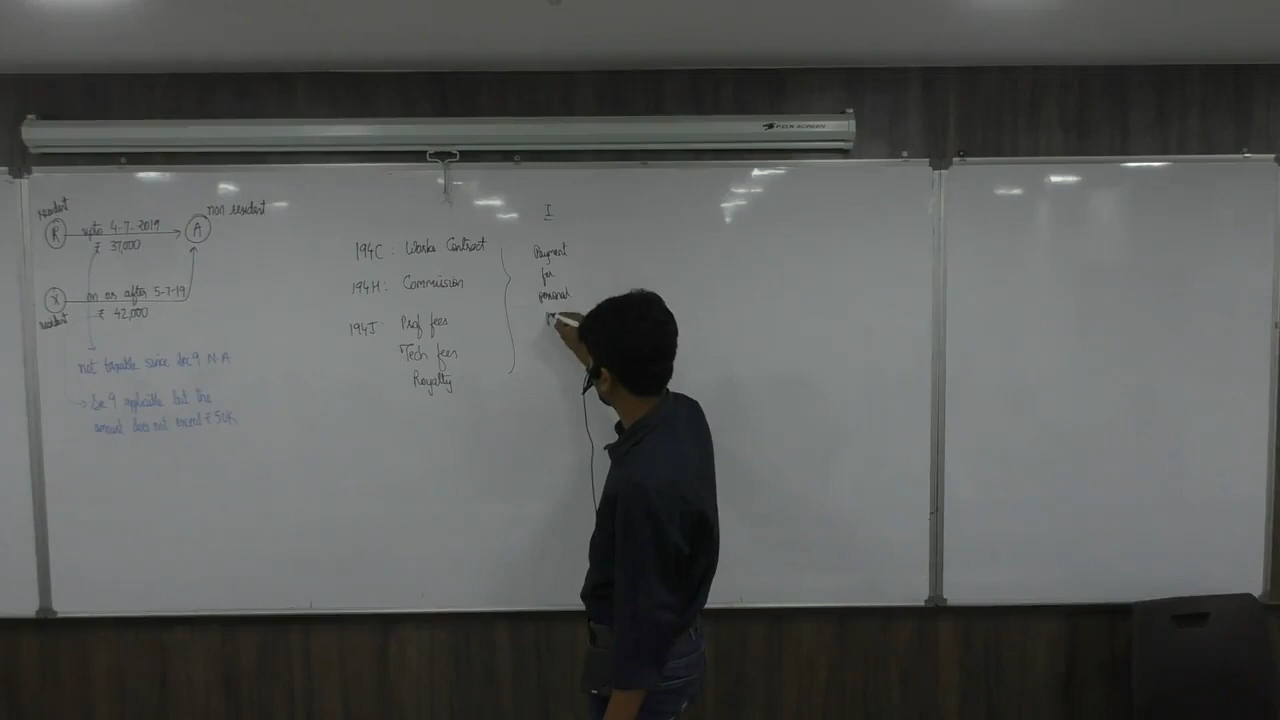 resident
R
upto 4-7-2019
₹ 37,000
A
non resident
X
on or after 5-7-19
₹ 42,000
resident
not taxable since Sec 9 N.A
Sec 9 applicable but the
amount does not exceed ₹ 50K
194C : Works Contract
194H : Commission
194J Prof fees
Tech fees
Royalty
I
Payment
for
personal